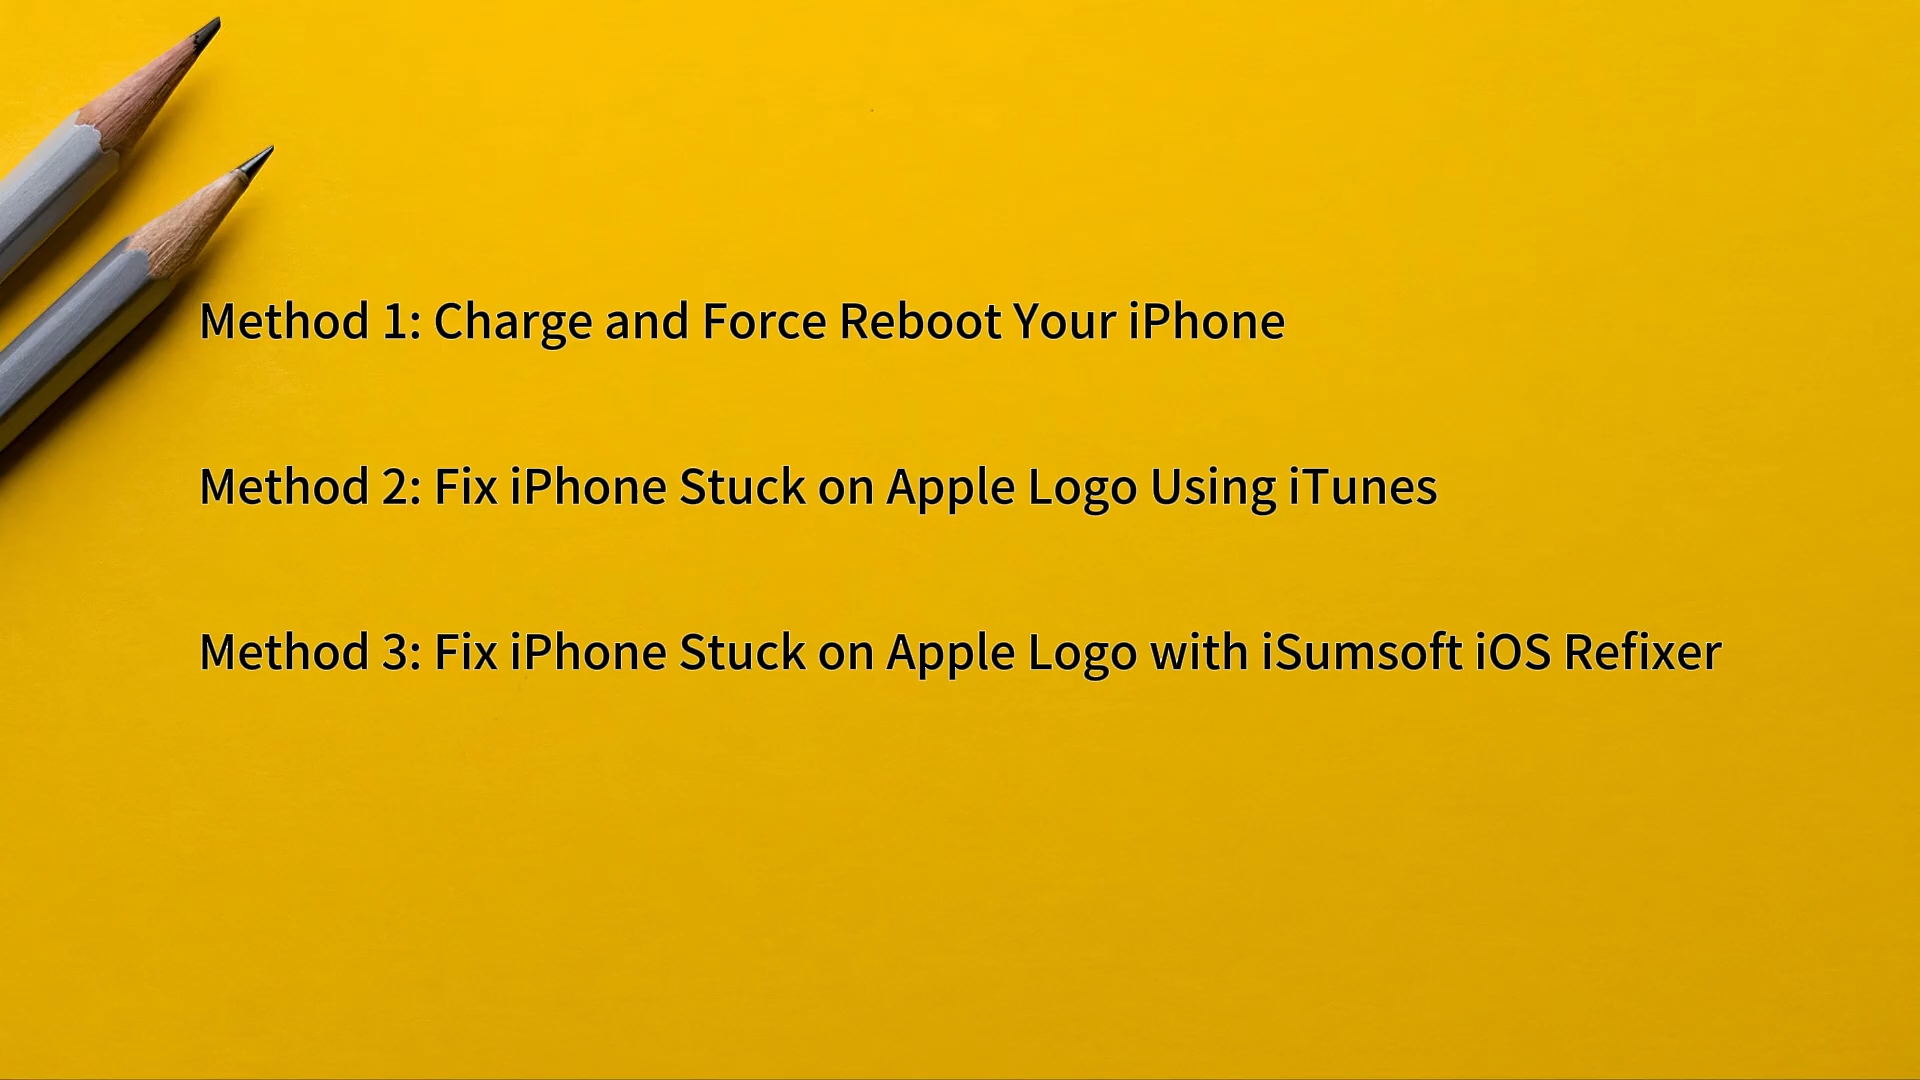 Method 1: Charge and Force Reboot Your iPhone
Method 2: Fix iPhone Stuck on Apple Logo Using iTunes
Method 3: Fix iPhone Stuck on Apple Logo with iSumsoft iOS Refixer